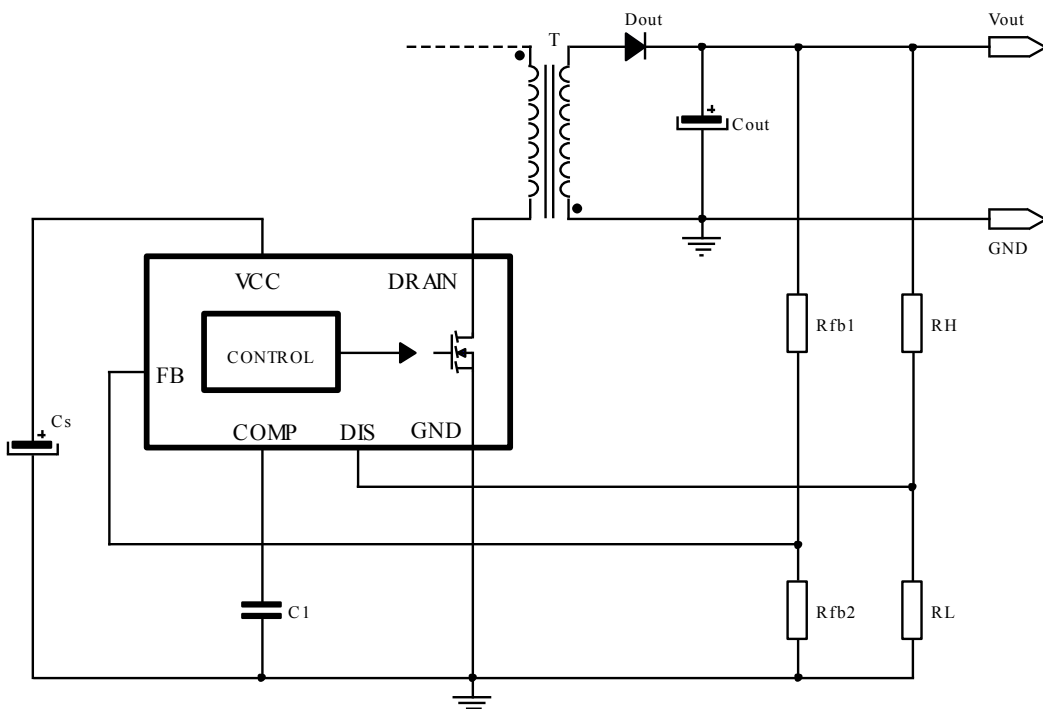 Dout
Vout
T
+
Cout
GND
VCC
DRAIN
CONTROL
FB
Rfb1
RH
Cs
+
COMP
DIS
GND
C1
Rfb2
RL